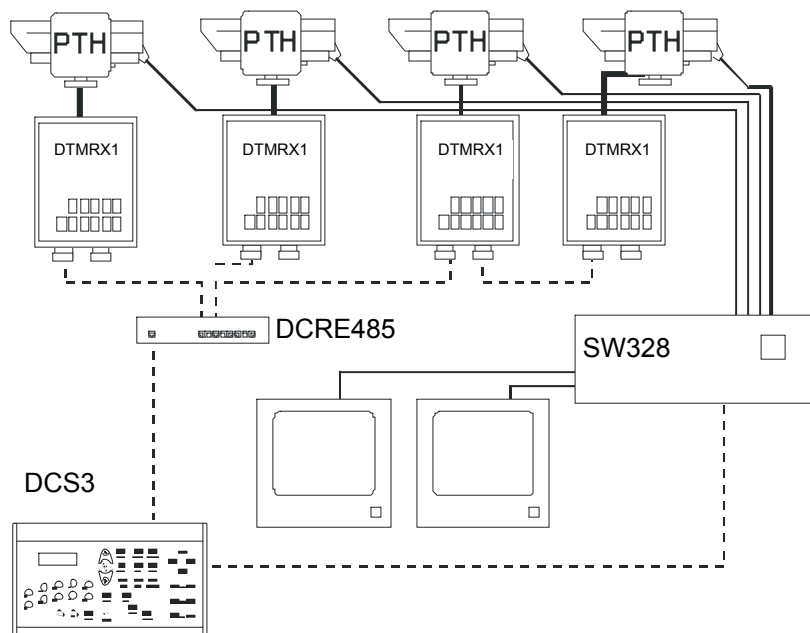 PTH
PTH
PTH
PTH
DTMRX1
DTMRX1
DTMRX1
DTMRX1
DCRE485
SW328
DCS3